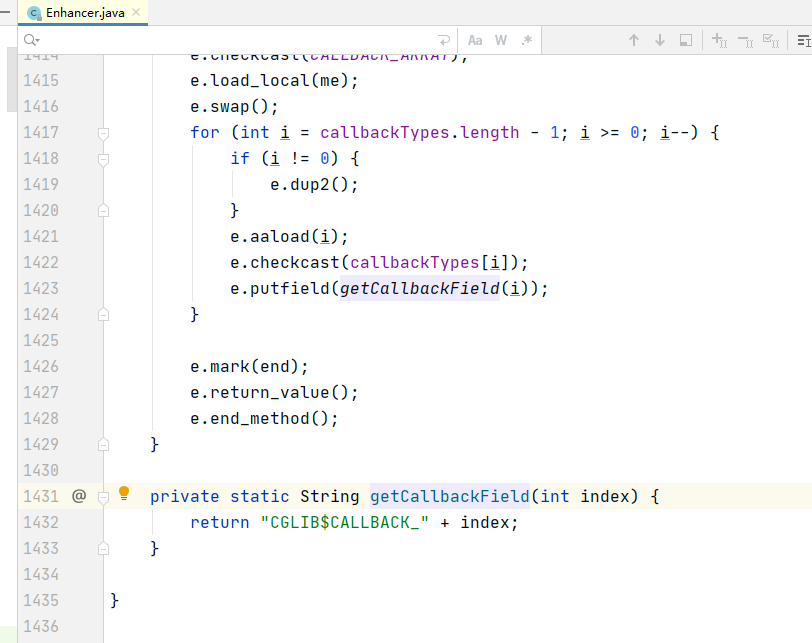 Enhancer.java
Aa W .*
1414 e.checkcast(CALLBACK_ARRAY);
1415 e.load_local(me);
1416 e.swap();
1417 for (int i = callbackTypes.length - 1; i >= 0; i--) {
1418 if (i != 0) {
1419 e.dup2();
1420 }
1421 e.aaload(i);
1422 e.checkcast(callbackTypes[i]);
1423 e.putfield(getCallbackField(i));
1424 }
1425
1426 e.mark(end);
1427 e.return_value();
1428 e.end_method();
1429 }
1430
1431 @ private static String getCallbackField(int index) {
1432 return "CGLIB$CALLBACK_" + index;
1433 }
1434
1435 }
1436